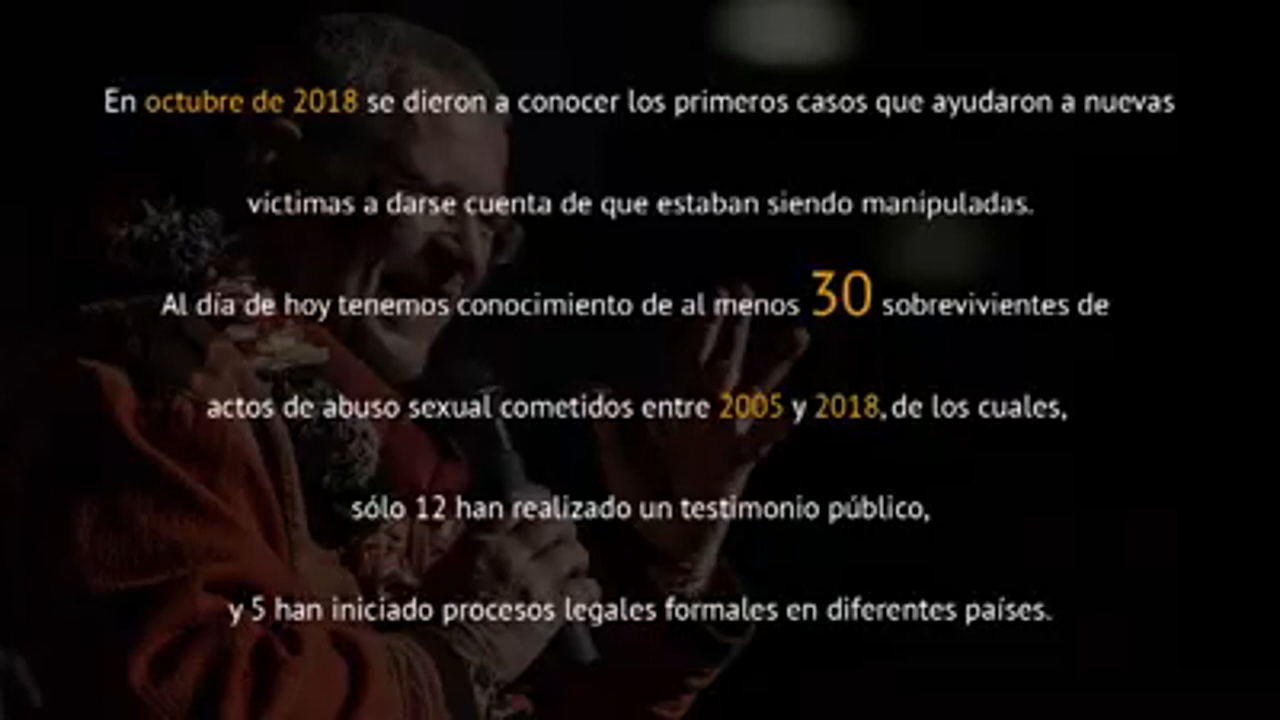 En octubre de 2018 se dieron a conocer los primeros casos que ayudaron a nuevas
víctimas a darse cuenta de que estaban siendo manipuladas.
Al día de hoy tenemos conocimiento de al menos 30 sobrevivientes de
actos de abuso sexual cometidos entre 2005 y 2018, de los cuales,
sólo 12 han realizado un testimonio público,
y 5 han iniciado procesos legales formales en diferentes países.